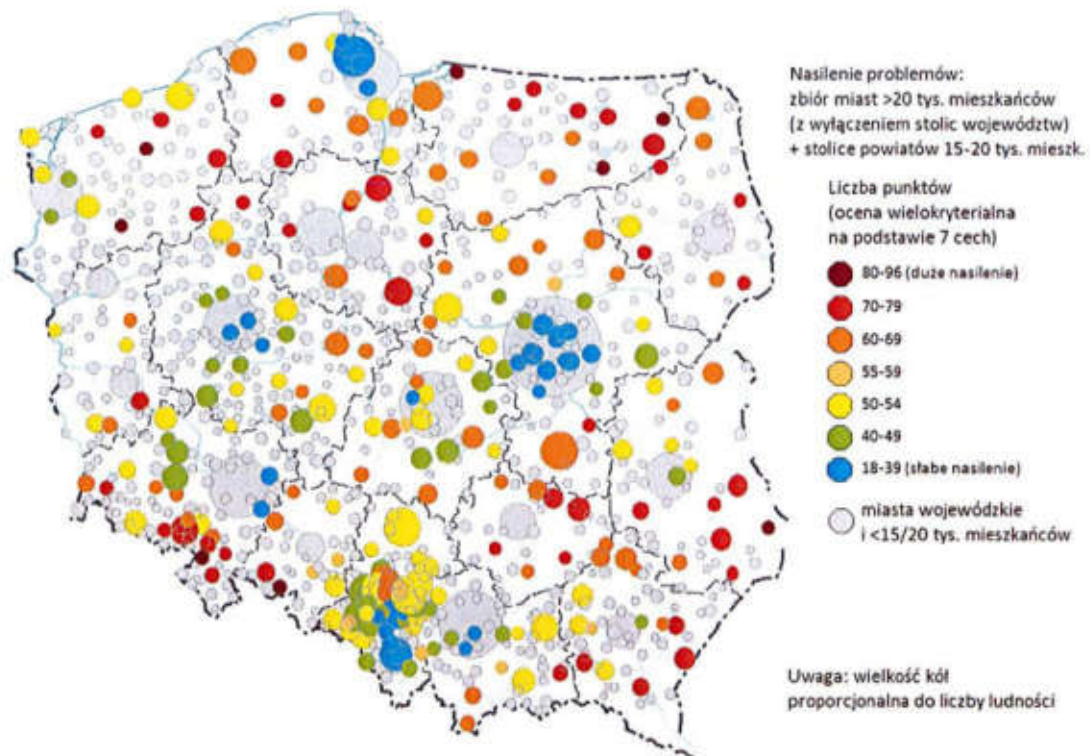 Nasilenie problemów:
zbiór miast >20 tys. mieszkańców
(z wyłączeniem stolic województw)
+ stolice powiatów 15-20 tys. mieszk.
Liczba punktów
(ocena wielokryterialna
na podstawie 7 cech)
80-96 (duże nasilenie)
70-79
60-69
55-59
50-54
40-49
18-39 (słabe nasilenie)
miasta wojewódzkie
i <15/20 tys. mieszkańców
Uwaga: wielkość kół
proporcjonalna do liczby ludności